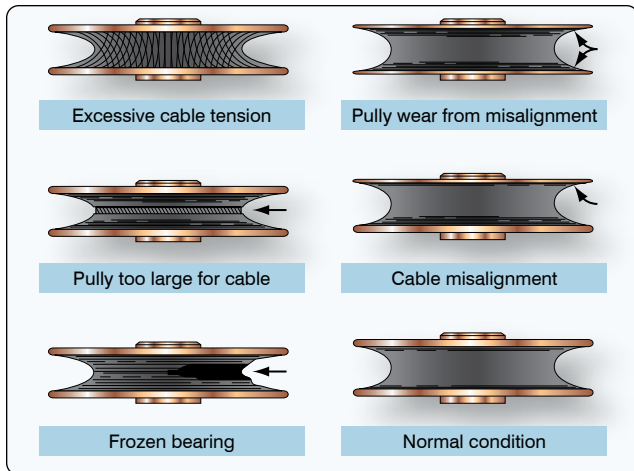 Excessive cable tension
Pully wear from misalignment
Pully too large for cable
Cable misalignment
Frozen bearing
Normal condition